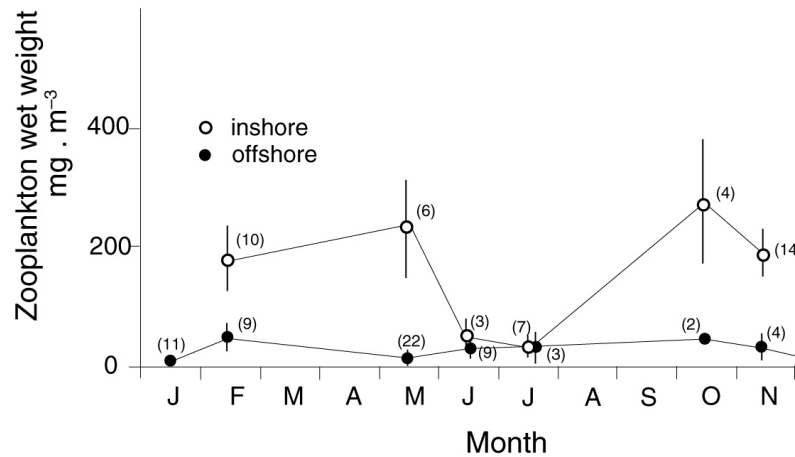 Zooplankton wet weight
mg . m⁻³
400
200
0
inshore
offshore
(10)
(6)
(3)
(7)
(4)
(14
(11)
(9)
(22)
(9)
(3)
(2)
(4)
J F M A M J J A S O N
Month